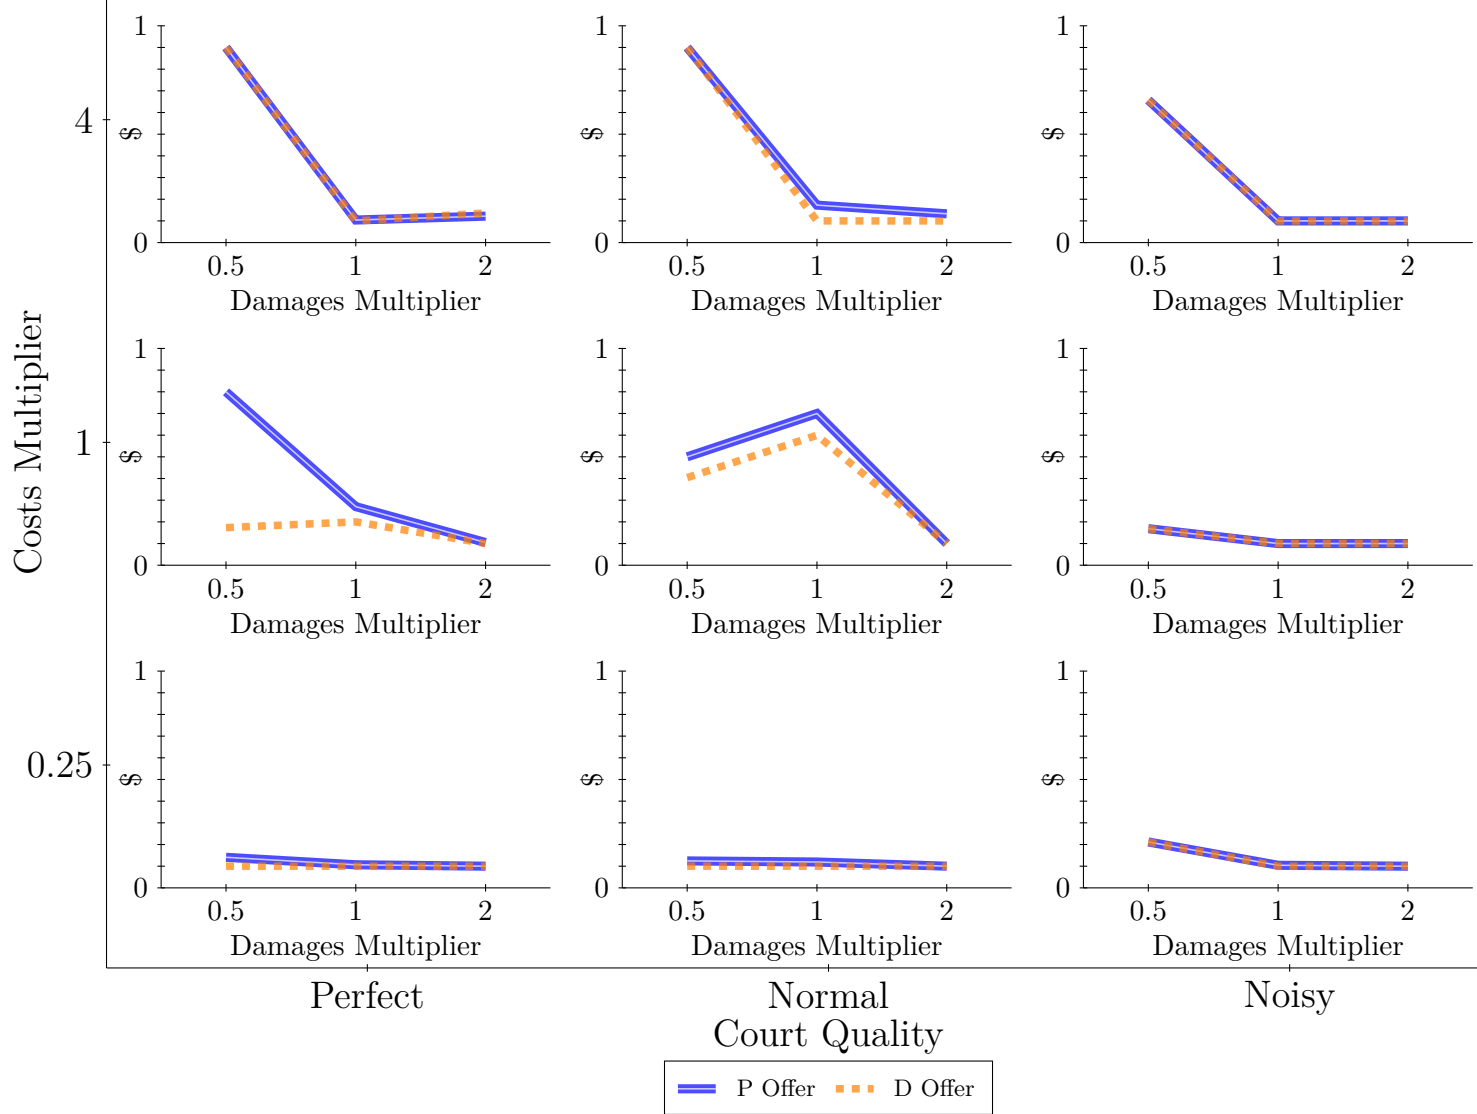 Costs Multiplier
4
1
0.25
1
0
$
0.5 1 2
Damages Multiplier
1
0
$
0.5 1 2
Damages Multiplier
1
0
$
0.5 1 2
Damages Multiplier
1
0
$
0.5 1 2
Damages Multiplier
1
0
$
0.5 1 2
Damages Multiplier
1
0
$
0.5 1 2
Damages Multiplier
1
0
$
0.5 1 2
Damages Multiplier
1
0
$
0.5 1 2
Damages Multiplier
1
0
$
0.5 1 2
Damages Multiplier
Perfect Normal Noisy
Court Quality
P Offer D Offer